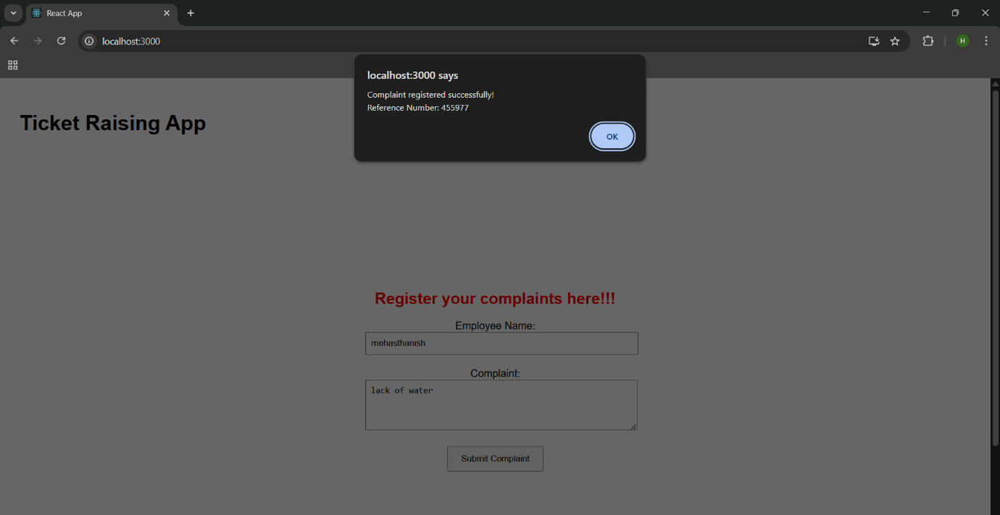 React App
localhost:3000
H
localhost:3000 says
Complaint registered successfully!
Reference Number: 455977
OK
Ticket Raising App
Register your complaints here!!!
Employee Name:
mehasthanish
Complaint:
lack of water
Submit Complaint